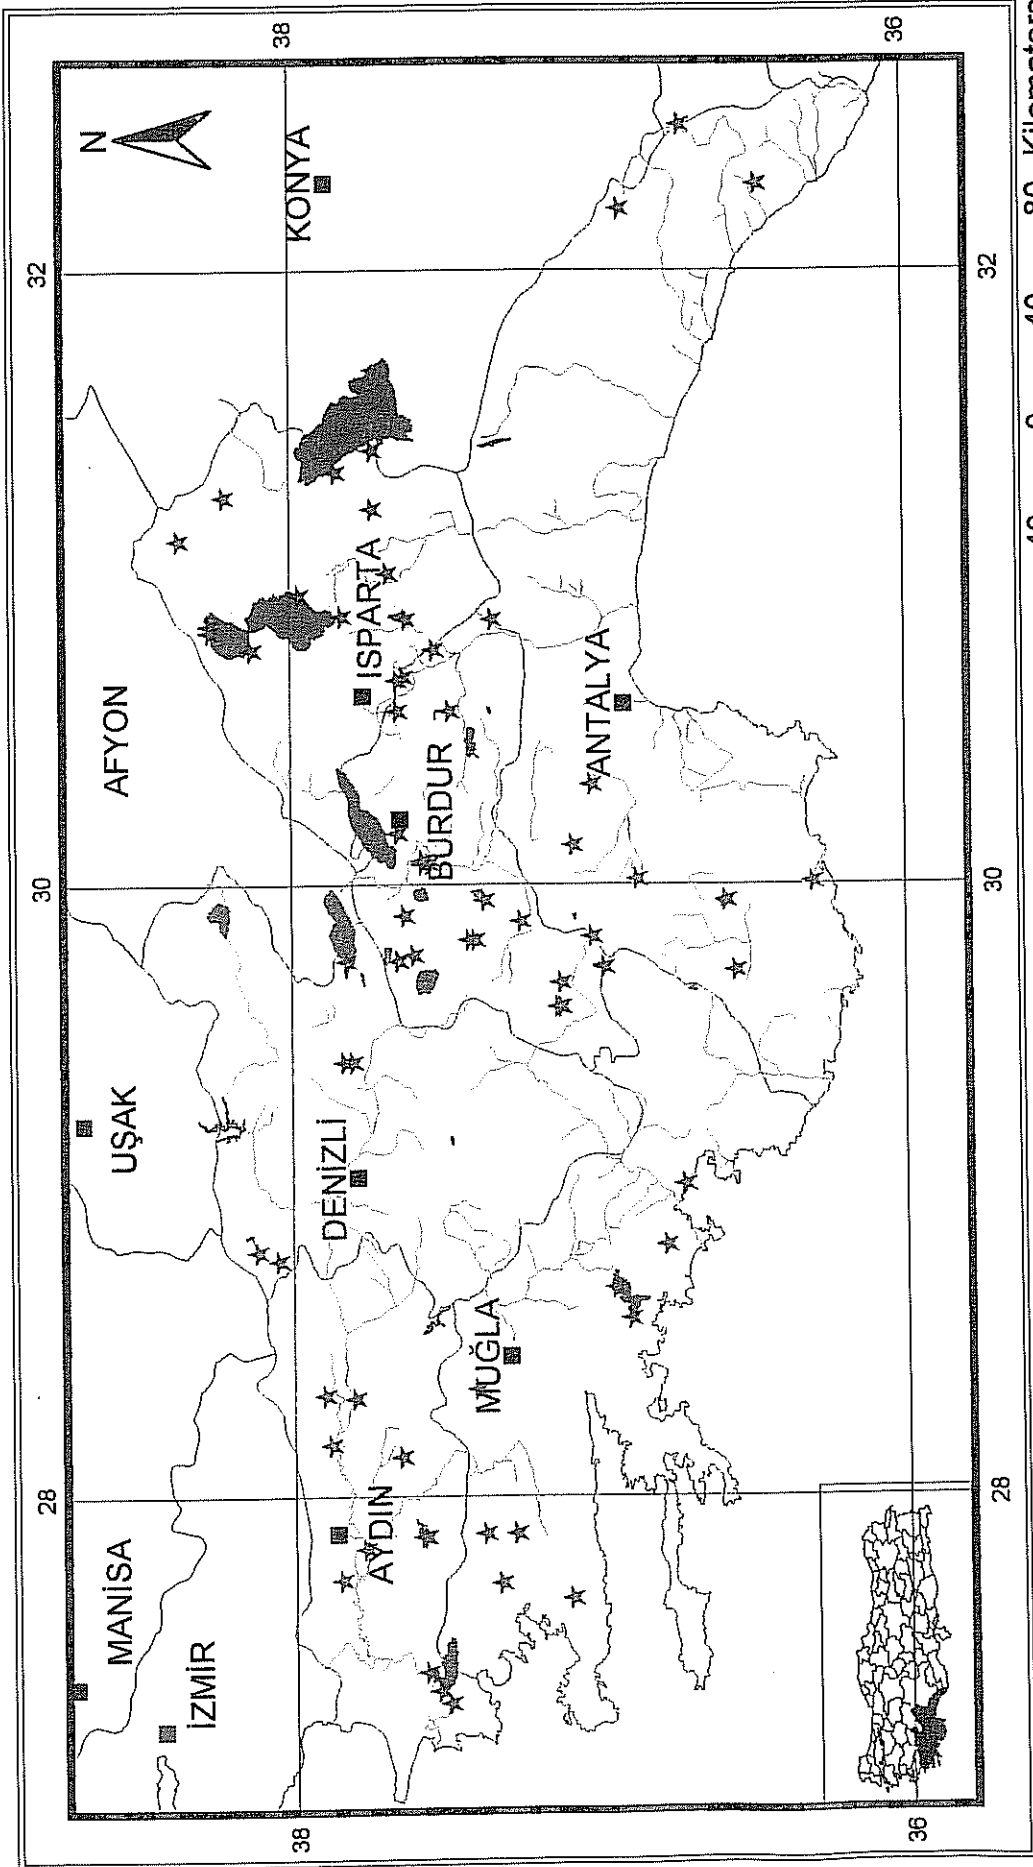 28
30
32
N
MANİSA
UŞAK
AFYON
İZMİR
38
38
KONYA
DENİZLİ
ISPARTA
AYDIN
BURDUR
MUĞLA
ANTALYA
36
36
28
30
32
40
0
40
80
Kilometers